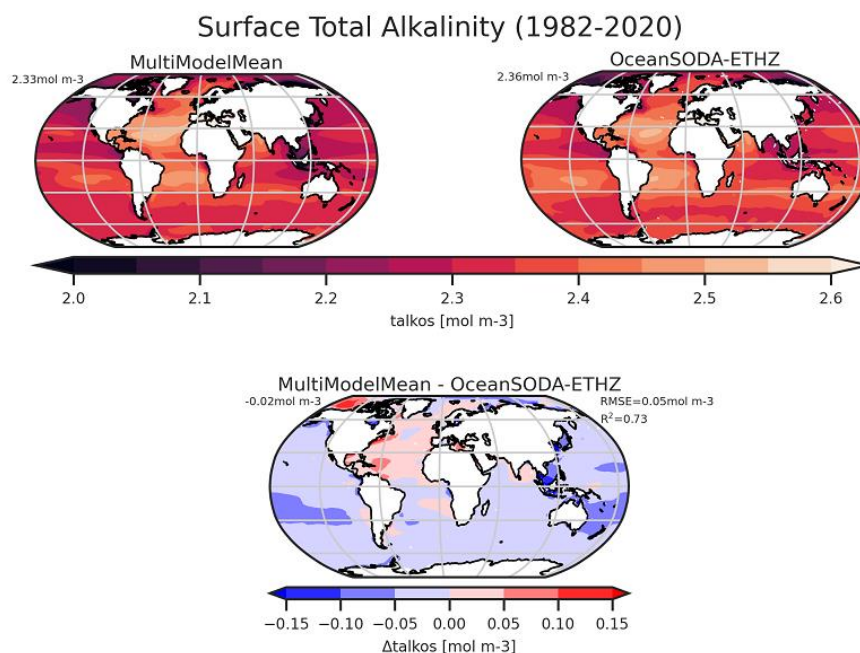 Surface Total Alkalinity (1982-2020)
MultiModelMean
OceanSODA-ETHZ
2.33mol m-3
2.36mol m-3
2.0 2.1 2.2 2.3 2.4 2.5 2.6
talkos [mol m-3]
MultiModelMean - OceanSODA-ETHZ
-0.02mol m-3
RMSE=0.05mol m-3
R²=0.73
−0.15 −0.10 −0.05 0.00 0.05 0.10 0.15
Δtalkos [mol m-3]